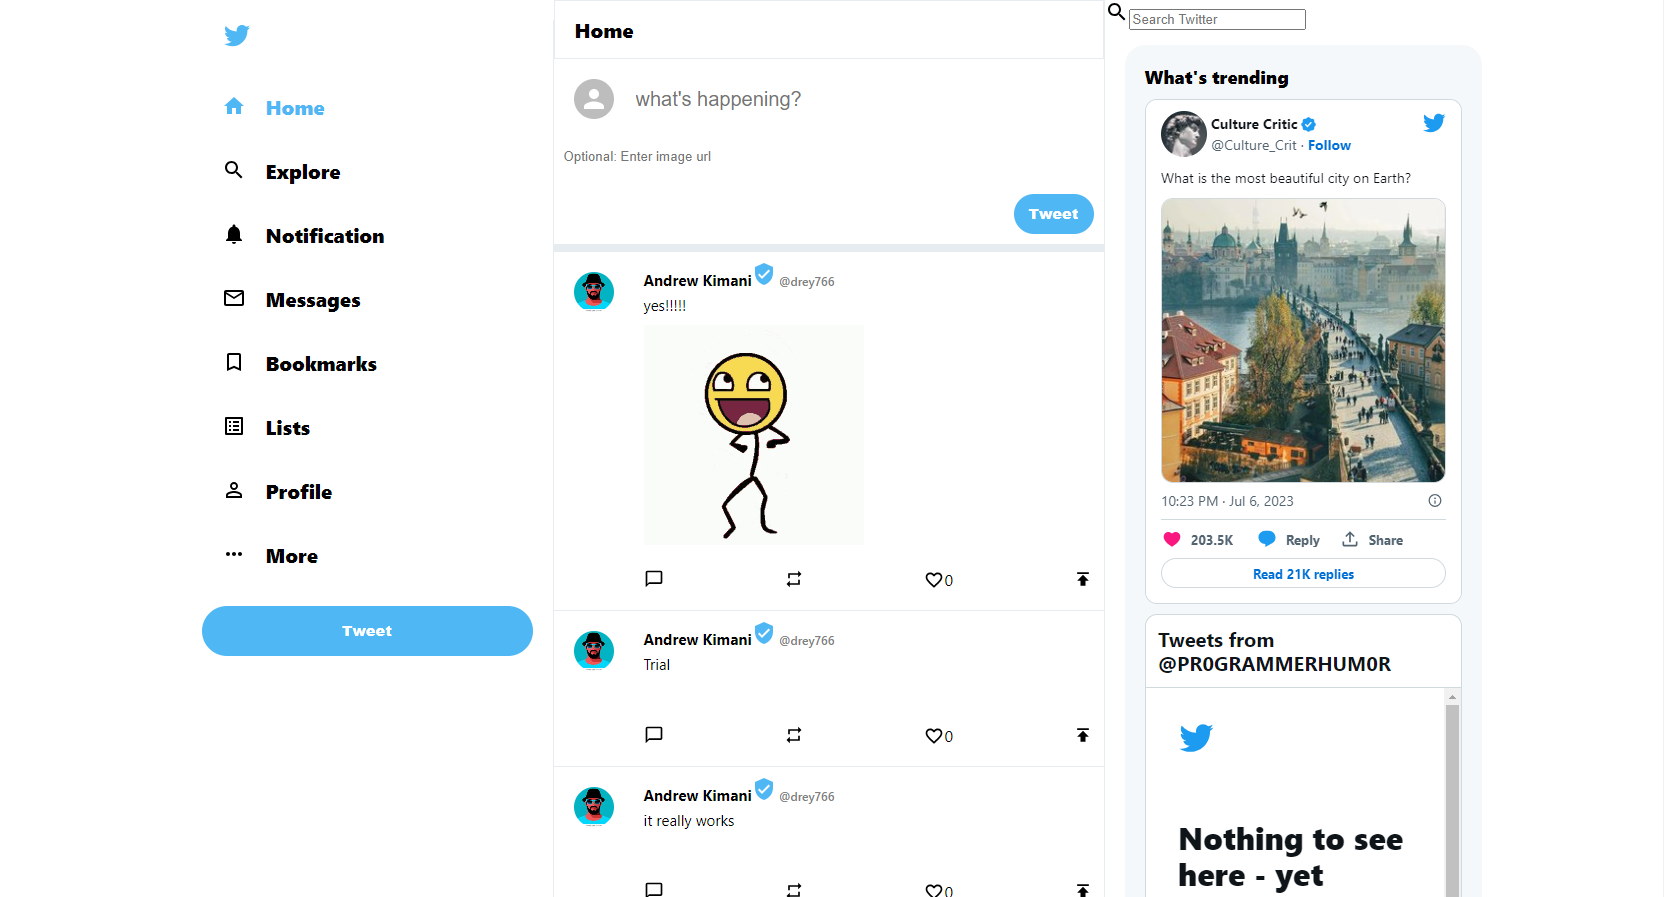 Home
Explore
Notification
Messages
Bookmarks
Lists
Profile
More
Tweet
Home
what's happening?
Optional: Enter image url
Tweet
Andrew Kimani @drey766
yes!!!!!
0
Andrew Kimani @drey766
Trial
0
Andrew Kimani @drey766
it really works
0
Search Twitter
What's trending
Culture Critic
@Culture_Crit · Follow
What is the most beautiful city on Earth?
10:23 PM · Jul 6, 2023
203.5K Reply Share
Read 21K replies
Tweets from
@PR0GRAMMERHUM0R
Nothing to see
here - yet